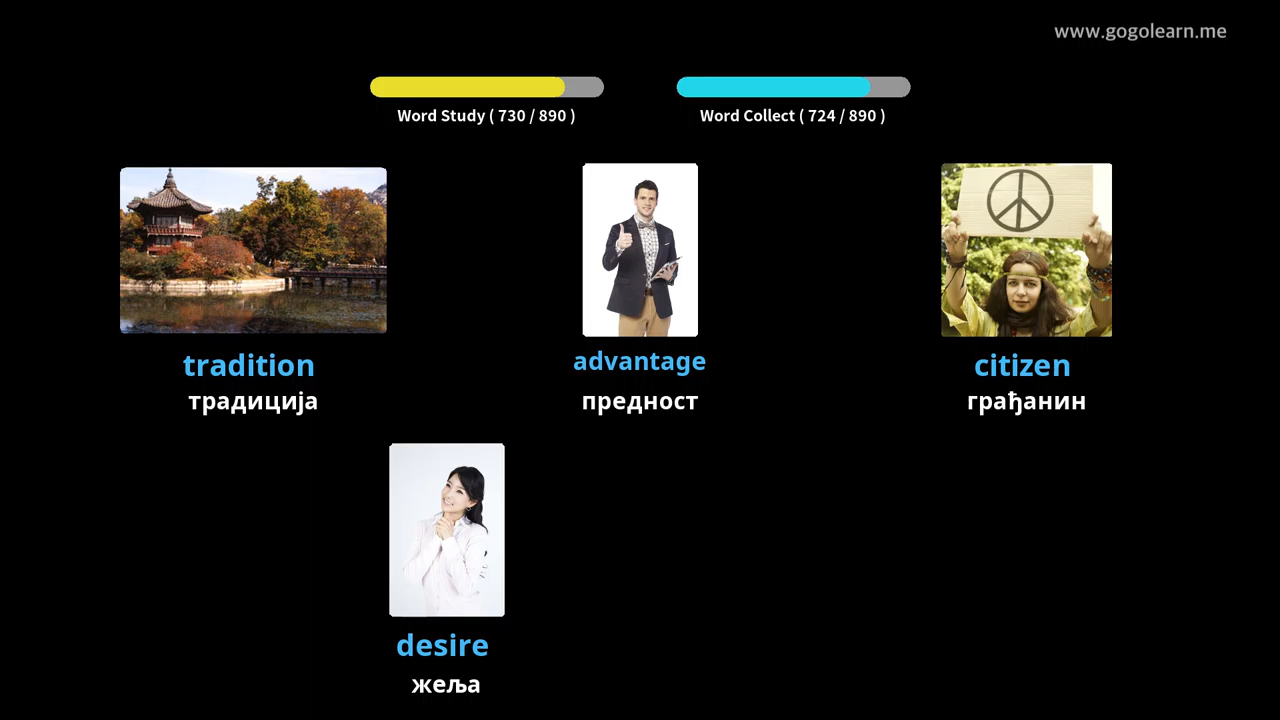 www.gogolearn.me
Word Study ( 730 / 890 )
Word Collect ( 724 / 890 )
tradition
традиција
advantage
предност
citizen
грађанин
desire
жеља